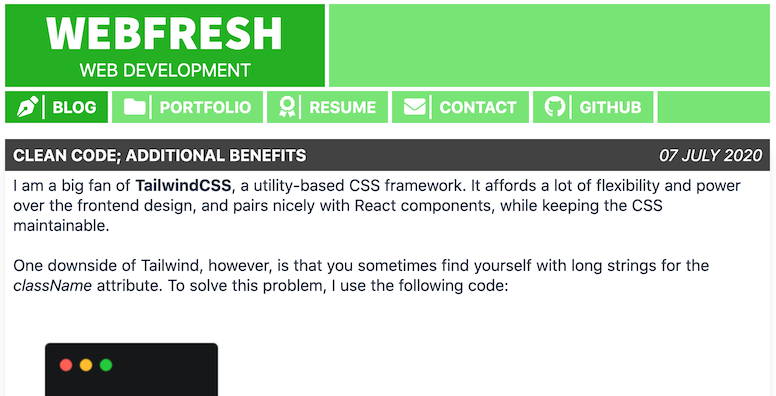 WEBFRESH
WEB DEVELOPMENT
BLOG PORTFOLIO RESUME CONTACT GITHUB
CLEAN CODE; ADDITIONAL BENEFITS 07 JULY 2020
I am a big fan of TailwindCSS, a utility-based CSS framework. It affords a lot of flexibility and power
over the frontend design, and pairs nicely with React components, while keeping the CSS
maintainable.
One downside of Tailwind, however, is that you sometimes find yourself with long strings for the
className attribute. To solve this problem, I use the following code: